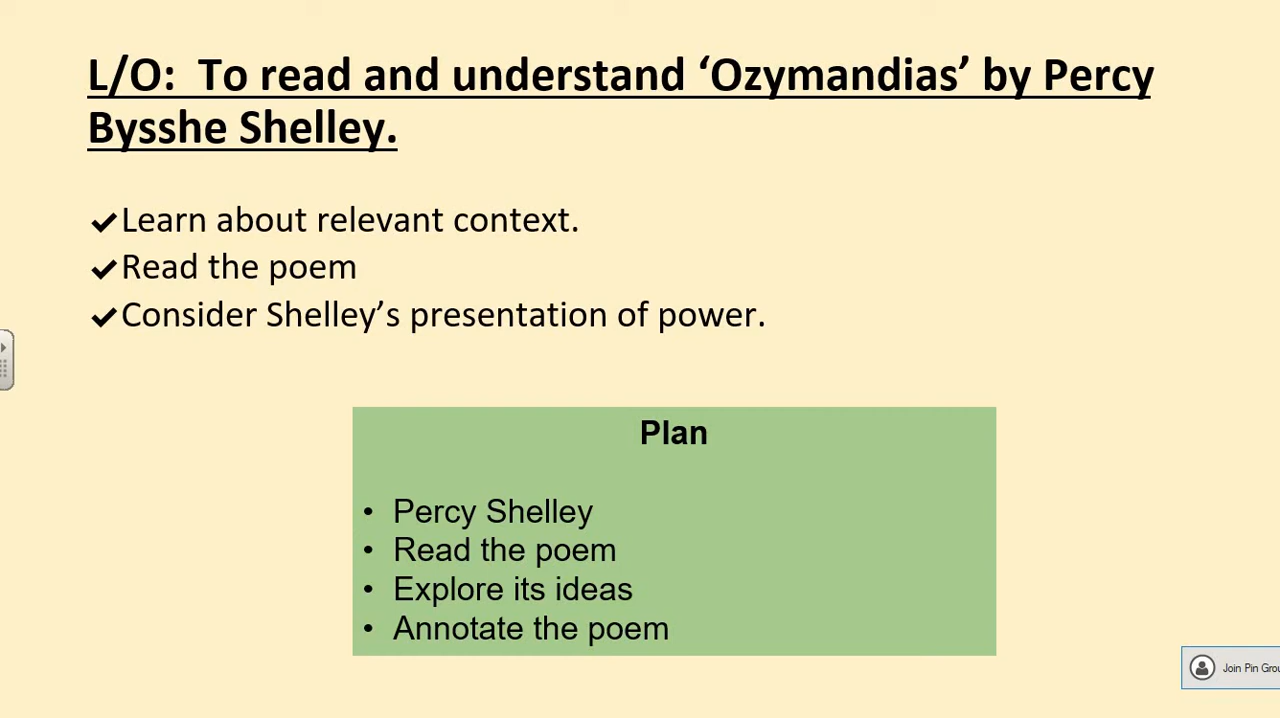 L/O:  To read and understand ‘Ozymandias’ by Percy
Bysshe Shelley.
✓Learn about relevant context.
✓Read the poem
✓Consider Shelley’s presentation of power.
Plan
• Percy Shelley
• Read the poem
• Explore its ideas
• Annotate the poem
Join Pin Grou